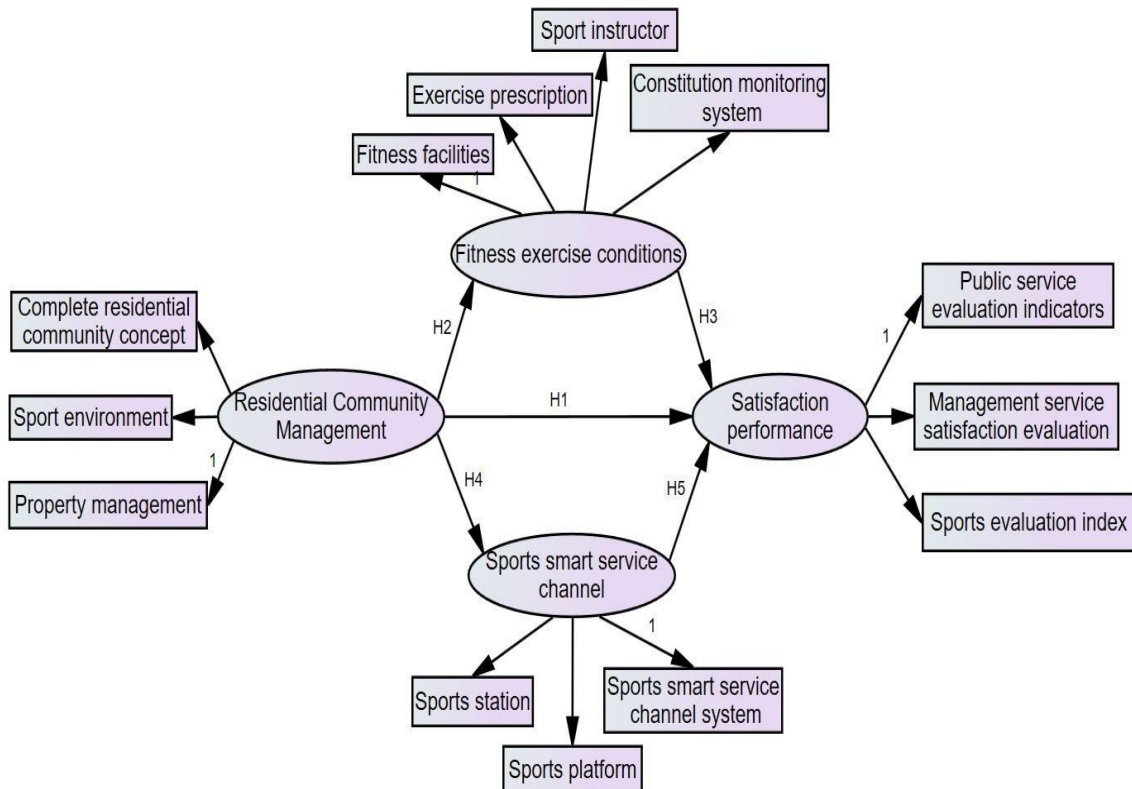 Sport instructor
Exercise prescription
Constitution monitoring
system
Fitness facilities
1
Fitness exercise conditions
Complete residential
community concept
Public service
evaluation indicators
H2
H3
1
Sport environment
Residential Community
Management
H1
Satisfaction
performance
Management service
satisfaction evaluation
1
Property management
H4
H5
Sports evaluation index
Sports smart service
channel
1
Sports station
Sports smart service
channel system
Sports platform